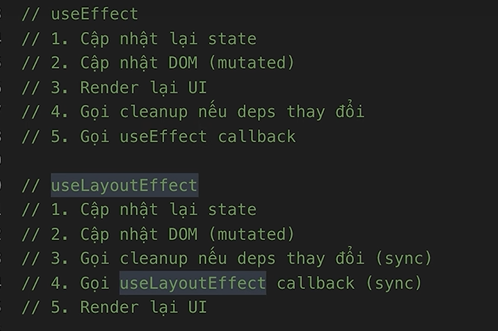 // useEffect
// 1. Cập nhật lại state
// 2. Cập nhật DOM (mutated)
// 3. Render lại UI
// 4. Gọi cleanup nếu deps thay đổi
// 5. Gọi useEffect callback
// useLayoutEffect
// 1. Cập nhật lại state
// 2. Cập nhật DOM (mutated)
// 3. Gọi cleanup nếu deps thay đổi (sync)
// 4. Gọi useLayoutEffect callback (sync)
// 5. Render lại UI